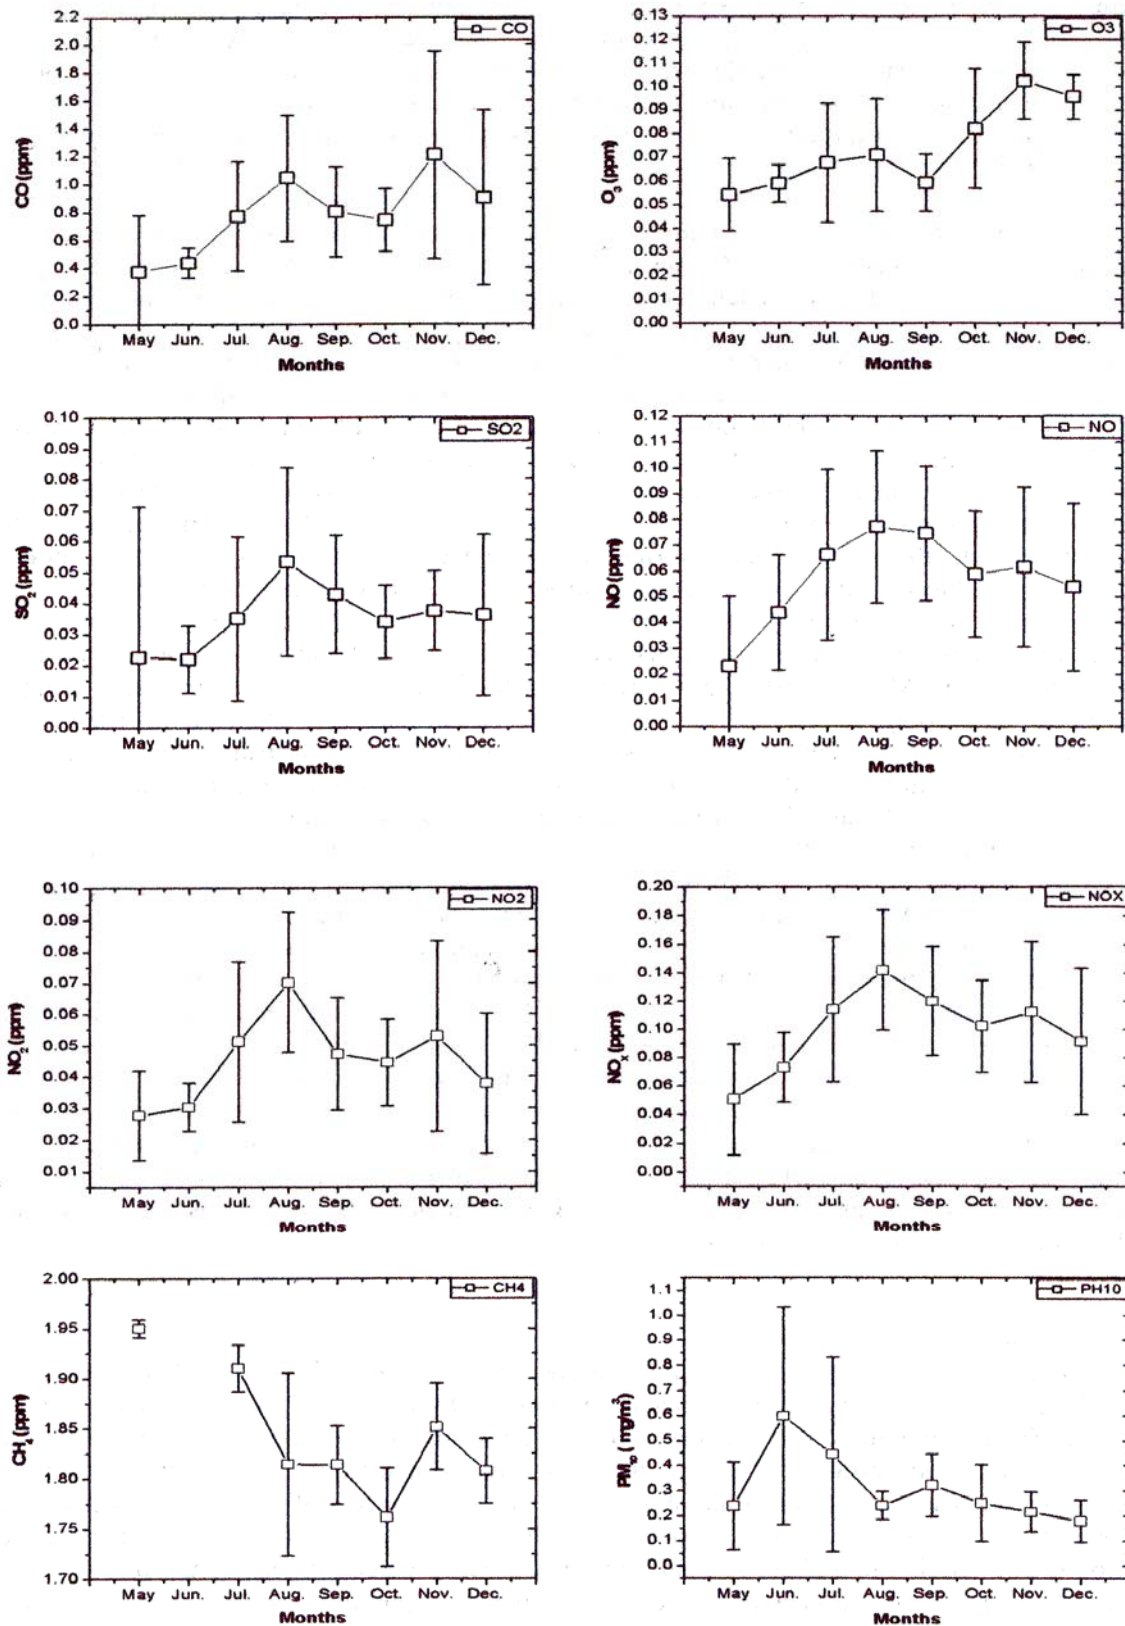 2.2
2.0
1.8
1.6
1.4
1.2
1.0
0.8
0.6
0.4
0.2
0.0
CO (ppm)
CO
May Jun. Jul. Aug. Sep. Oct. Nov. Dec.
Months
0.13
0.12
0.11
0.10
0.09
0.08
0.07
0.06
0.05
0.04
0.03
0.02
0.01
0.00
O3 (ppm)
O3
May Jun. Jul. Aug. Sep. Oct. Nov. Dec.
Months
0.10
0.09
0.08
0.07
0.06
0.05
0.04
0.03
0.02
0.01
0.00
SO2 (ppm)
SO2
May Jun. Jul. Aug. Sep. Oct. Nov. Dec.
Months
0.12
0.11
0.10
0.09
0.08
0.07
0.06
0.05
0.04
0.03
0.02
0.01
0.00
NO (ppm)
NO
May Jun. Jul. Aug. Sep. Oct. Nov. Dec.
Months
0.10
0.09
0.08
0.07
0.06
0.05
0.04
0.03
0.02
0.01
NO2 (ppm)
NO2
May Jun. Jul. Aug. Sep. Oct. Nov. Dec.
Months
0.20
0.18
0.16
0.14
0.12
0.10
0.08
0.06
0.04
0.02
0.00
NOx (ppm)
NOX
May Jun. Jul. Aug. Sep. Oct. Nov. Dec.
Months
2.00
1.95
1.90
1.85
1.80
1.75
1.70
CH4 (ppm)
CH4
May Jun. Jul. Aug. Sep. Oct. Nov. Dec.
Months
1.1
1.0
0.9
0.8
0.7
0.6
0.5
0.4
0.3
0.2
0.1
0.0
PM10 ( mg/m3)
PH10
May Jun. Jul. Aug. Sep. Oct. Nov. Dec.
Months